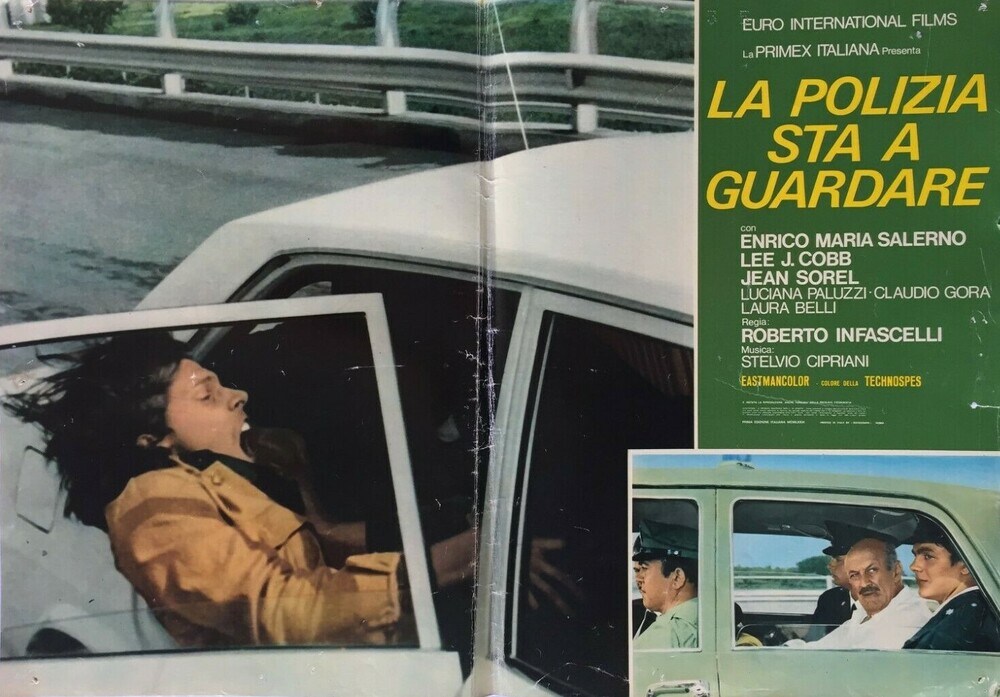 EURO INTERNATIONAL FILMS
La PRIMEX ITALIANA Presenta
LA POLIZIA
STA A
GUARDARE
con
ENRICO MARIA SALERNO
LEE J. COBB
JEAN SOREL
LUCIANA PALUZZI · CLAUDIO GORA
LAURA BELLI
Regia:
ROBERTO INFASCELLI
Musica:
STELVIO CIPRIANI
EASTMANCOLOR - COLORE DELLA TECHNOSPES